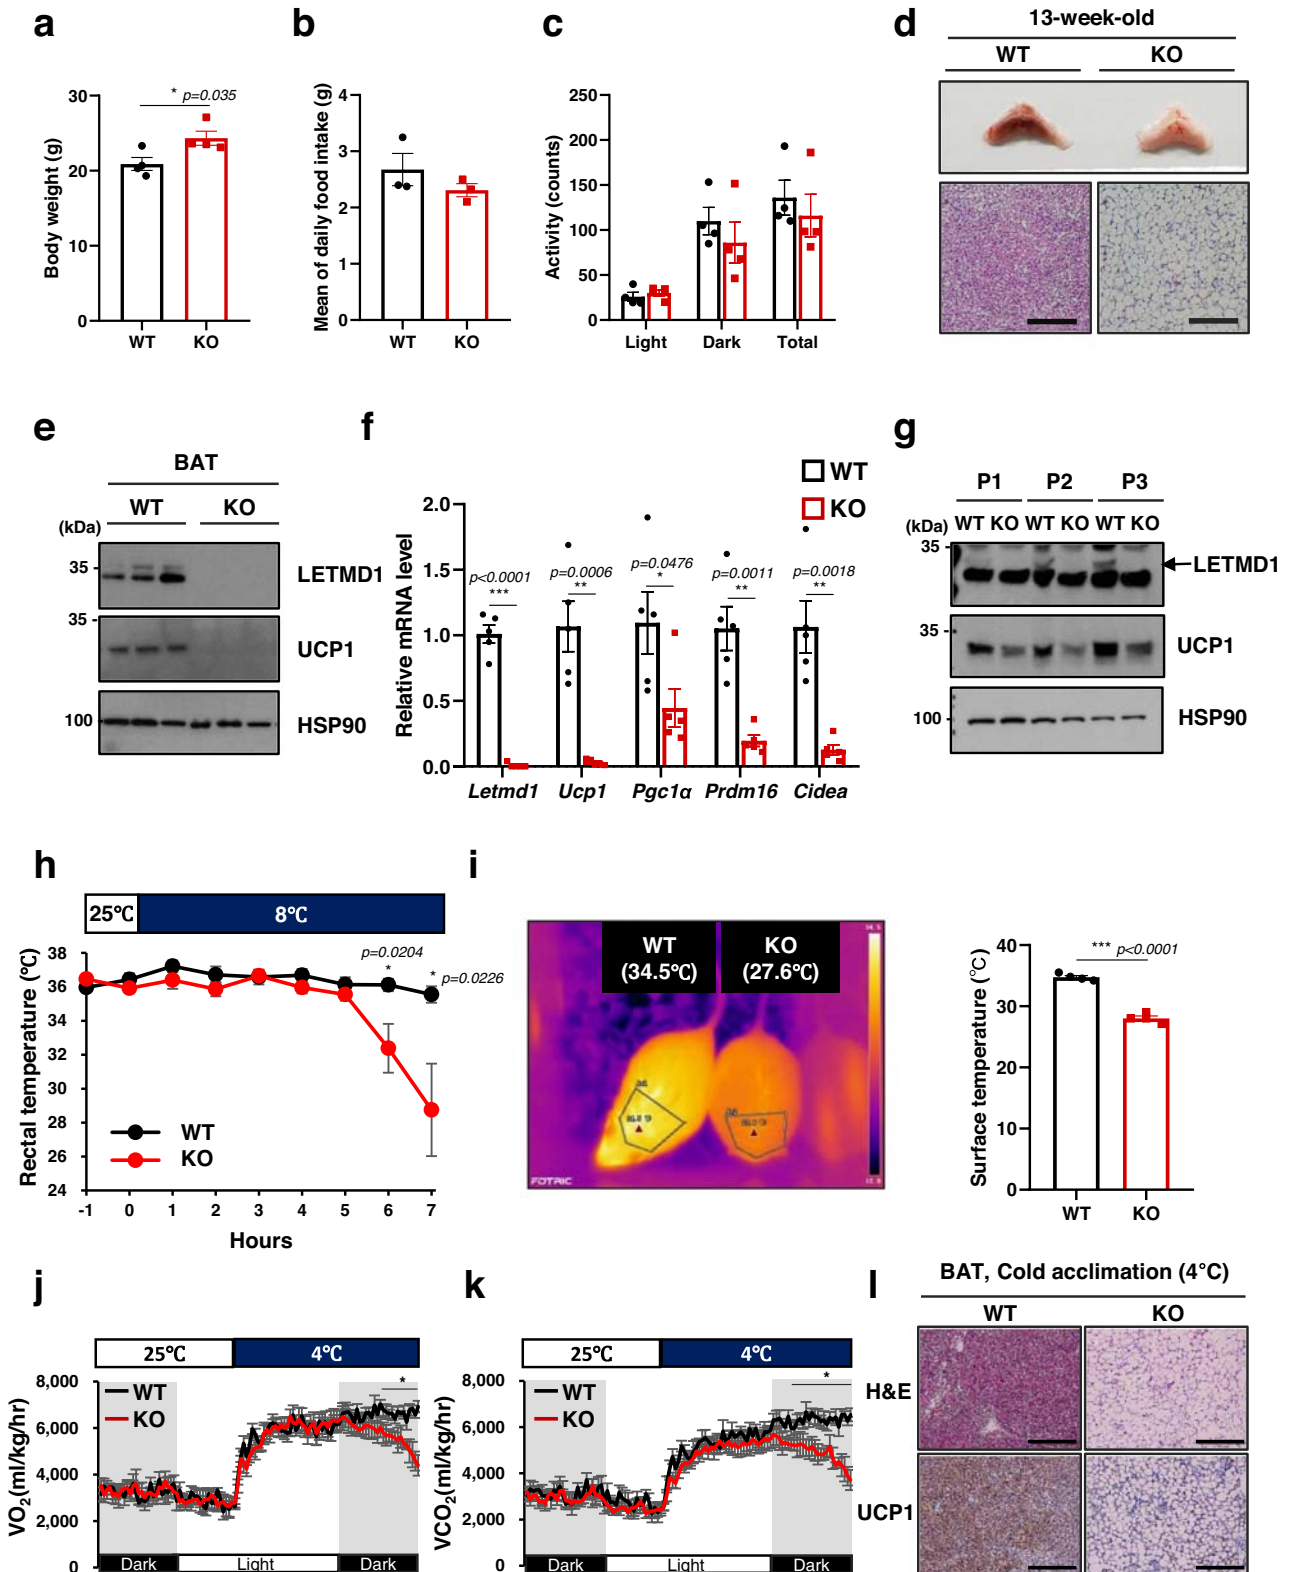 a
Body weight (g)
30
20
10
0
* p=0.035
WT
KO
b
Mean of daily food intake (g)
4
3
2
1
0
WT
KO
c
Activity (counts)
250
200
150
100
50
0
Light
Dark
Total
d
13-week-old
WT
KO
e
BAT
WT
KO
(kDa)
35
LETMD1
35
UCP1
100
HSP90
f
WT
KO
Relative mRNA level
2.0
1.5
1.0
0.5
0.0
p<0.0001
***
p=0.0006
**
p=0.0476
*
p=0.0011
**
p=0.0018
**
Letmd1
Ucp1
Pgc1α
Prdm16
Cidea
g
P1
P2
P3
(kDa)
WT KO WT KO WT KO
35
LETMD1
35
UCP1
100
HSP90
h
25℃
8℃
Rectal temperature (℃)
38
36
34
32
30
28
26
24
p=0.0204
*
* p=0.0226
WT
KO
-1
0
1
2
3
4
5
6
7
Hours
i
WT
(34.5℃)
KO
(27.6℃)
FOTRIC
Surface temperature (℃)
40
30
20
10
0
*** p<0.0001
WT
KO
j
25℃
4℃
VO2(ml/kg/hr)
8,000
6,000
4,000
2,000
0
WT
KO
*
Dark
Light
Dark
k
25℃
4℃
VCO2(ml/kg/hr)
8,000
6,000
4,000
2,000
0
WT
KO
*
Dark
Light
Dark
l
BAT, Cold acclimation (4°C)
WT
KO
H&E
UCP1